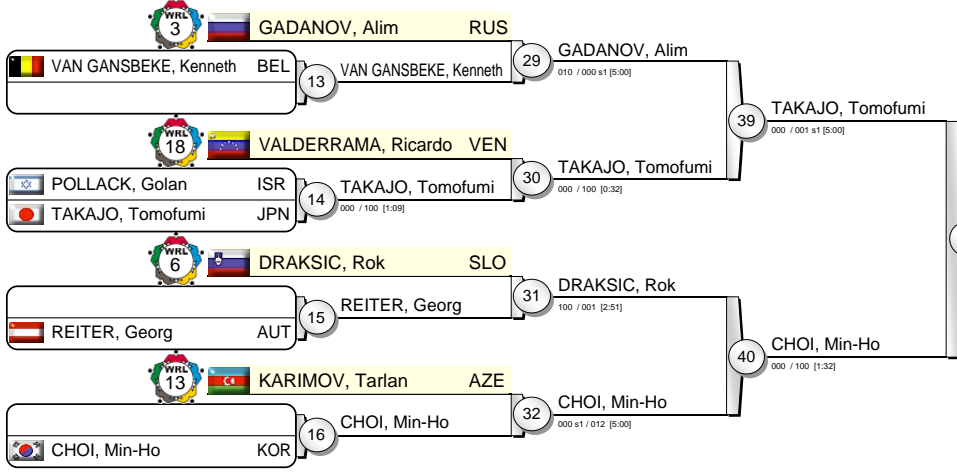 WRL
3
GADANOV, Alim RUS
VAN GANSBEKE, Kenneth BEL
13
VAN GANSBEKE, Kenneth
29
GADANOV, Alim
010 / 000 s1 [5:00]
WRL
18
VALDERRAMA, Ricardo VEN
POLLACK, Golan ISR
TAKAJO, Tomofumi JPN
14
TAKAJO, Tomofumi
000 / 100 [1:09]
30
TAKAJO, Tomofumi
000 / 100 [0:32]
39
TAKAJO, Tomofumi
000 / 001 s1 [5:00]
WRL
6
DRAKSIC, Rok SLO
REITER, Georg AUT
15
REITER, Georg
31
DRAKSIC, Rok
100 / 001 [2:51]
WRL
13
KARIMOV, Tarlan AZE
CHOI, Min-Ho KOR
16
CHOI, Min-Ho
32
CHOI, Min-Ho
000 s1 / 012 [5:00]
40
CHOI, Min-Ho
000 / 100 [1:32]